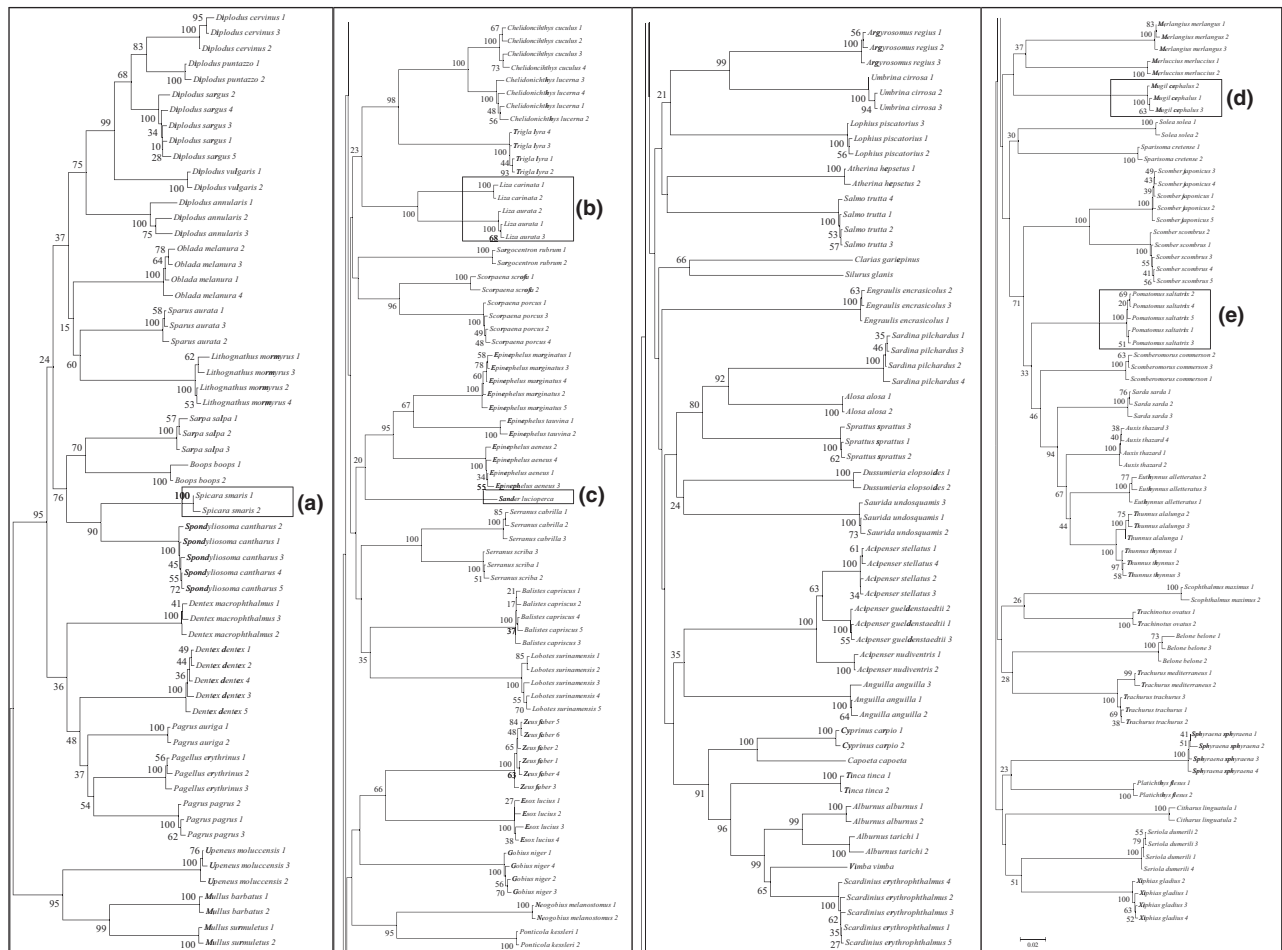 95
Diplodus cervinus 1
100
Diplodus cervinus 3
Diplodus cervinus 2
83
Diplodus puntazzo 1
100
Diplodus puntazzo 2
68
Diplodus sargus 2
Diplodus sargus 4
100
Diplodus sargus 3
34
Diplodus sargus 1
10
28
Diplodus sargus 5
99
Diplodus vulgaris 1
100
Diplodus vulgaris 2
75
Diplodus annularis 1
100
Diplodus annularis 2
75
Diplodus annularis 3
37
78
Oblada melanura 2
64
Oblada melanura 3
100
Oblada melanura 1
Oblada melanura 4
15
58
Sparus aurata 1
100
Sparus aurata 3
Sparus aurata 2
60
62
Lithognathus mormyrus 1
Lithognathus mormyrus 3
100
Lithognathus mormyrus 2
53
Lithognathus mormyrus 4
24
57
Sarpa salpa 1
100
Sarpa salpa 2
Sarpa salpa 3
70
Boops boops 1
100
Boops boops 2
76
100
Spicara smaris 1
Spicara smaris 2
(a)
95
90
Spondyliosoma cantharus 2
Spondyliosoma cantharus 1
100
Spondyliosoma cantharus 3
45
Spondyliosoma cantharus 4
55
72
Spondyliosoma cantharus 5
41
Dentex macrophthalmus 1
100
Dentex macrophthalmus 3
Dentex macrophthalmus 2
36
49
Dentex dentex 1
44
Dentex dentex 2
36
Dentex dentex 4
100
Dentex dentex 3
Dentex dentex 5
48
Pagrus auriga 1
100
Pagrus auriga 2
37
56
Pagellus erythrinus 1
100
Pagellus erythrinus 2
Pagellus erythrinus 3
54
Pagrus pagrus 2
100
Pagrus pagrus 1
62
Pagrus pagrus 3
76
Upeneus moluccensis 1
100
Upeneus moluccensis 3
Upeneus moluccensis 2
95
100
Mullus barbatus 1
Mullus barbatus 2
99
Mullus surmuletus 1
100
Mullus surmuletus 2
67
Chelidoncihthys cuculus 1
Chelidoncihthys cuculus 2
100
Chelidoncihthys cuculus 3
73
Chelidoncihthys cuculus 4
100
Chelidonichthys lucerna 3
Chelidonichthys lucerna 4
100
Chelidonichthys lucerna 1
48
56
Chelidonichthys lucerna 2
98
Trigla lyra 4
Trigla lyra 3
100
Trigla lyra 1
44
93
Trigla lyra 2
23
100
Liza carinata 1
Liza carinata 2
Liza aurata 2
100
100
Liza aurata 1
68
Liza aurata 3
(b)
100
Sargocentron rubrum 1
Sargocentron rubrum 2
100
Scorpaena scrofa 1
Scorpaena scrofa 2
96
Scorpaena porcus 1
100
Scorpaena porcus 3
Scorpaena porcus 2
49
48
Scorpaena porcus 4
58
Epinephelus marginatus 1
78
Epinephelus marginatus 3
60
Epinephelus marginatus 4
100
Epinephelus marginatus 2
Epinephelus marginatus 5
67
Epinephelus tauvina 1
100
Epinephelus tauvina 2
95
Epinephelus aeneus 2
Epinephelus aeneus 4
100
Epinephelus aeneus 1
34
55
Epinephelus aeneus 3
20
Sander lucioperca
(c)
85
Serranus cabrilla 1
100
Serranus cabrilla 2
Serranus cabrilla 3
100
Serranus scriba 3
100
Serranus scriba 1
51
Serranus scriba 2
21
Balistes capriscus 1
17
Balistes capriscus 2
100
Balistes capriscus 4
37
Balistes capriscus 5
Balistes capriscus 3
35
85
Lobotes surinamensis 1
Lobotes surinamensis 2
100
Lobotes surinamensis 3
55
Lobotes surinamensis 4
70
Lobotes surinamensis 5
84
Zeus faber 5
48
Zeus faber 6
65
Zeus faber 2
100
Zeus faber 1
63
Zeus faber 4
Zeus faber 3
66
27
Esox lucius 1
Esox lucius 2
100
Esox lucius 3
38
Esox lucius 4
Gobius niger 1
100
Gobius niger 4
56
Gobius niger 2
70
Gobius niger 3
100
Neogobius melanostomus 1
Neogobius melanostomus 2
95
Ponticola kessleri 1
100
Ponticola kessleri 2
56
Argyrosomus regius 1
100
Argyrosomus regius 2
Argyrosomus regius 3
99
Umbrina cirrosa 1
100
Umbrina cirrosa 2
94
Umbrina cirrosa 3
21
Lophius piscatorius 3
100
Lophius piscatorius 1
56
Lophius piscatorius 2
100
Atherina hepsetus 1
Atherina hepsetus 2
Salmo trutta 4
100
Salmo trutta 1
53
Salmo trutta 2
57
Salmo trutta 3
66
Clarias gariepinus
Silurus glanis
63
Engraulis encrasicolus 2
100
Engraulis encrasicolus 3
Engraulis encrasicolus 1
35
Sardina pilchardus 1
46
Sardina pilchardus 3
100
Sardina pilchardus 2
Sardina pilchardus 4
92
Alosa alosa 1
100
Alosa alosa 2
80
Sprattus sprattus 3
100
Sprattus sprattus 1
62
Sprattus sprattus 2
100
Dussumieria elopsoides 1
Dussumieria elopsoides 2
24
Saurida undosquamis 3
100
Saurida undosquamis 1
73
Saurida undosquamis 2
61
Acipenser stellatus 1
100
Acipenser stellatus 4
Acipenser stellatus 2
34
Acipenser stellatus 3
100
Acipenser gueldenstaedtii 2
100
Acipenser gueldenstaedtii 1
55
Acipenser gueldenstaedtii 3
100
Acipenser nudiventris 1
Acipenser nudiventris 2
35
Anguilla anguilla 3
100
Anguilla anguilla 1
64
Anguilla anguilla 2
100
Cyprinus carpio 1
Cyprinus carpio 2
100
Capoeta capoeta
91
100
Tinca tinca 1
Tinca tinca 2
96
100
Alburnus alburnus 1
Alburnus alburnus 2
99
Alburnus tarichi 1
100
Alburnus tarichi 2
99
Vimba vimba
65
Scardinius erythrophthalmus 4
Scardinius erythrophthalmus 2
100
Scardinius erythrophthalmus 3
62
Scardinius erythrophthalmus 1
35
27
Scardinius erythrophthalmus 5
83
Merlangius merlangus 1
100
Merlangius merlangus 2
Merlangius merlangus 3
37
Merluccius merluccius 1
100
Merluccius merluccius 2
Mugil cephalus 2
100
Mugil cephalus 1
63
Mugil cephalus 3
(d)
100
Solea solea 1
Solea solea 2
30
Sparisoma cretense 1
100
Sparisoma cretense 2
49
Scomber japonicus 3
43
Scomber japonicus 4
39
Scomber japonicus 1
100
Scomber japonicus 2
Scomber japonicus 5
100
Scomber scombrus 2
Scomber scombrus 1
100
Scomber scombrus 3
55
Scomber scombrus 4
41
56
Scomber scombrus 5
71
69
Pomatomus saltatrix 2
20
Pomatomus saltatrix 4
100
Pomatomus saltatrix 5
Pomatomus saltatrix 1
51
Pomatomus saltatrix 3
(e)
33
63
Scomberomorus commerson 2
100
Scomberomorus commerson 3
Scomberomorus commerson 1
46
76
Sarda sarda 1
100
Sarda sarda 2
Sarda sarda 3
94
38
Auxis thazard 3
40
Auxis thazard 4
100
Auxis thazard 1
Auxis thazard 2
67
77
Euthynnus alletteratus 2
100
Euthynnus alletteratus 3
Euthynnus alletteratus 1
44
75
Thunnus alalunga 2
100
Thunnus alalunga 3
Thunnus alalunga 1
100
Thunnus thynnus 1
97
Thunnus thynnus 2
58
Thunnus thynnus 3
26
100
Scophthalmus maximus 1
Scophthalmus maximus 2
Trachinotus ovatus 1
100
Trachinotus ovatus 2
73
Belone belone 1
100
Belone belone 3
Belone belone 2
28
99
Trachurus mediterraneus 1
Trachurus mediterraneus 2
100
Trachurus trachurus 3
Trachurus trachurus 1
69
38
Trachurus trachurus 2
41
Sphyraena sphyraena 1
51
Sphyraena sphyraena 2
100
Sphyraena sphyraena 3
Sphyraena sphyraena 4
23
Platichthys flesus 1
100
Platichthys flesus 2
100
Citharus linguatula 1
Citharus linguatula 2
55
Seriola dumerili 2
79
Seriola dumerili 3
100
Seriola dumerili 1
Seriola dumerili 4
51
Xiphias gladius 2
100
Xiphias gladius 1
63
Xiphias gladius 3
52
Xiphias gladius 4
0.02